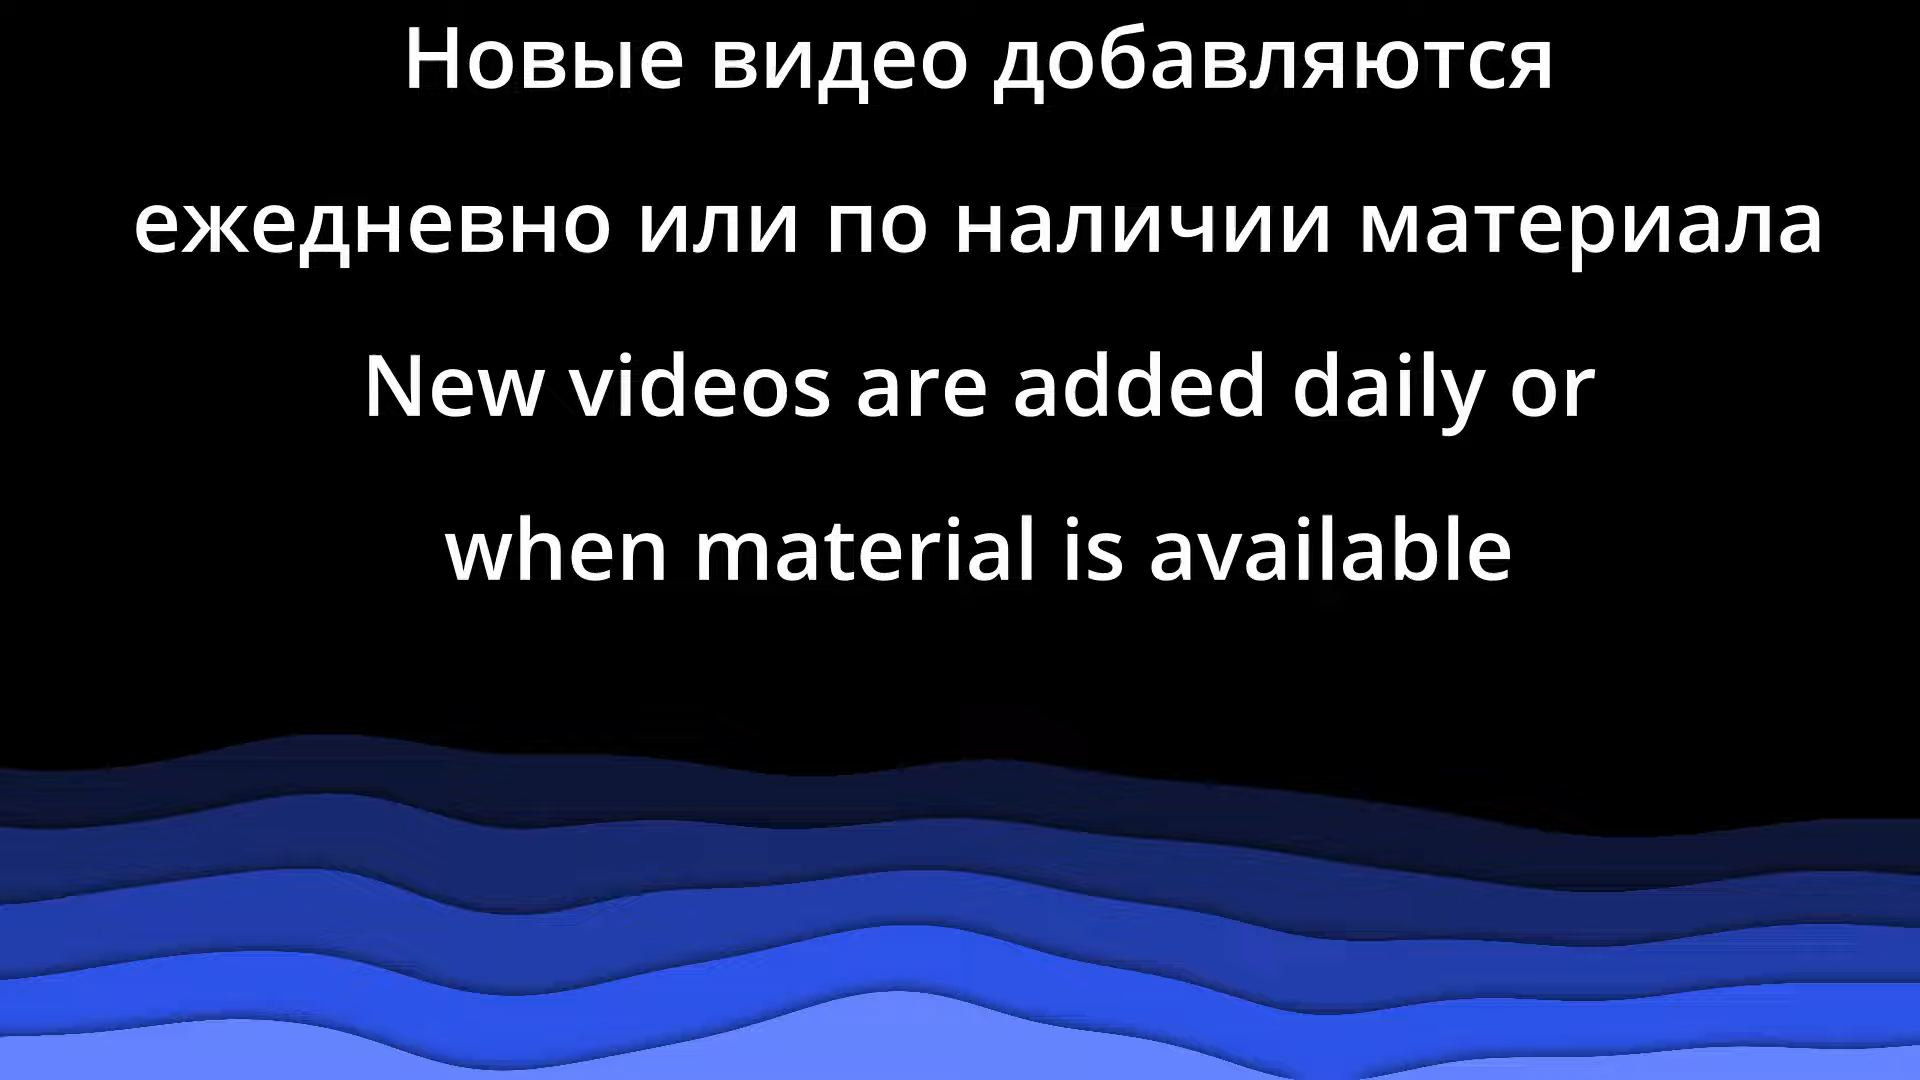 Новые видео добавляются
ежедневно или по наличии материала
New videos are added daily or
when material is available